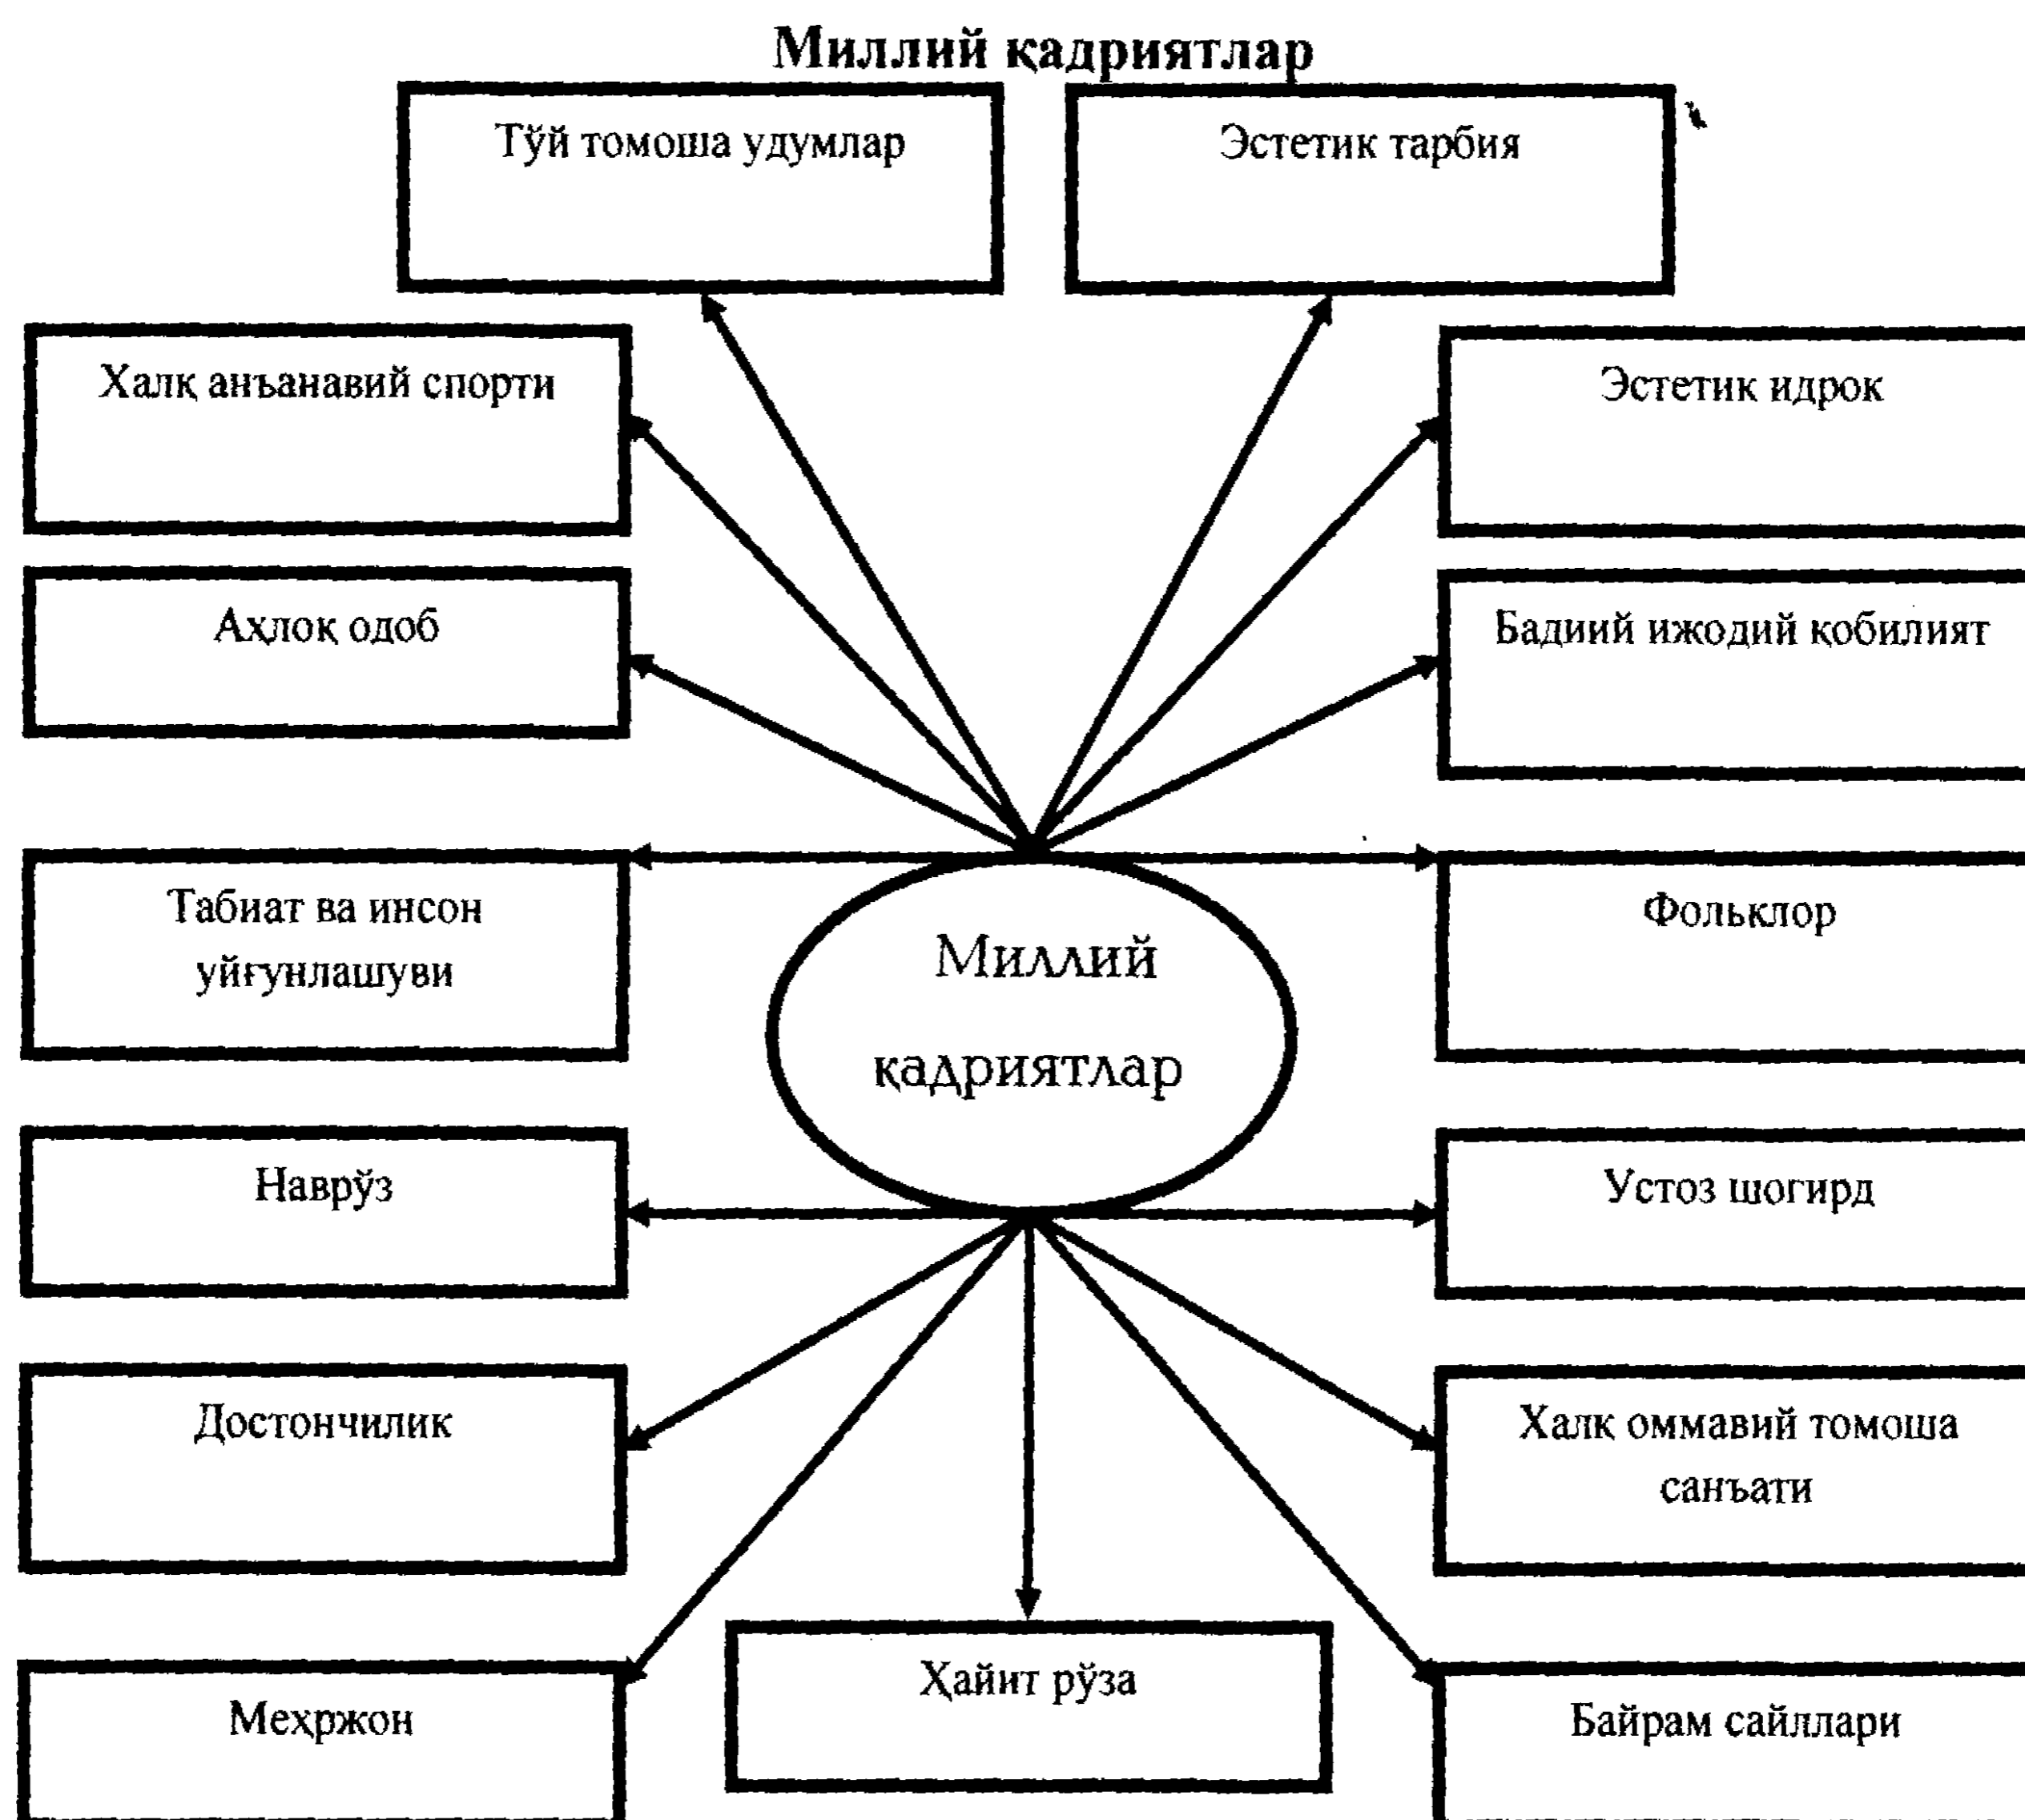 Миллий қадриятлар
Тўй томоша удумлар
Эстетик тарбия
Халқ анъанавий спорти
Эстетик идрок
Аҳлоқ одоб
Бадиий ижодий қобилият
Табиат ва инсон
уйғунлашуви
Фольклор
Миллий
қадриятлар
Наврўз
Устоз шогирд
Достончилик
Халқ оммавий томоша
санъати
Ҳайит рўза
Меҳржон
Байрам сайллари